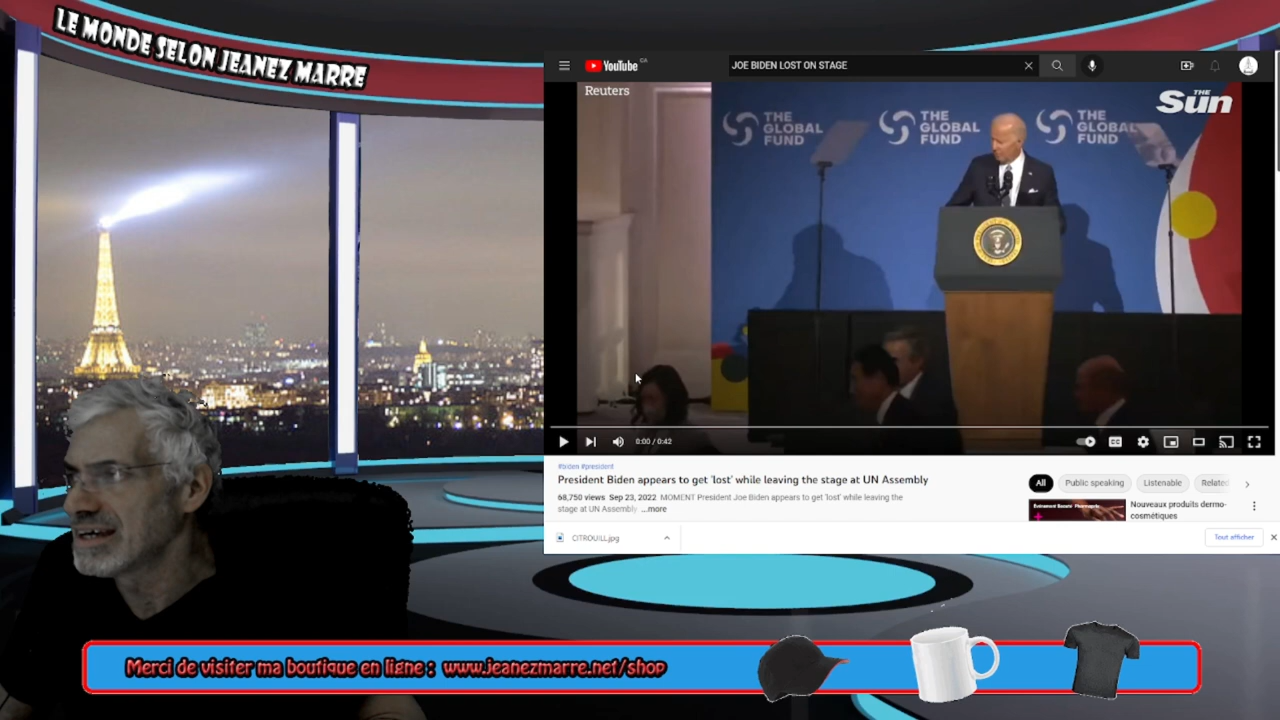 LE MONDE SELON JEANEZ MARRE
YouTube CA
JOE BIDEN LOST ON STAGE
Reuters
THE Sun
THE GLOBAL FUND
THE GLOBAL FUND
THE GLOBAL FUND
0:00 / 0:42
#biden #president
President Biden appears to get 'lost' while leaving the stage at UN Assembly
68,750 views Sep 23, 2022 MOMENT President Joe Biden appears to get 'lost' while leaving the
stage at UN Assembly ...more
All Public speaking Listenable Related
Nouveaux produits dermo-
cosmétiques
CITROUILL.jpg
Tout afficher
Merci de visiter ma boutique en ligne : www.jeanezmarre.net/shop